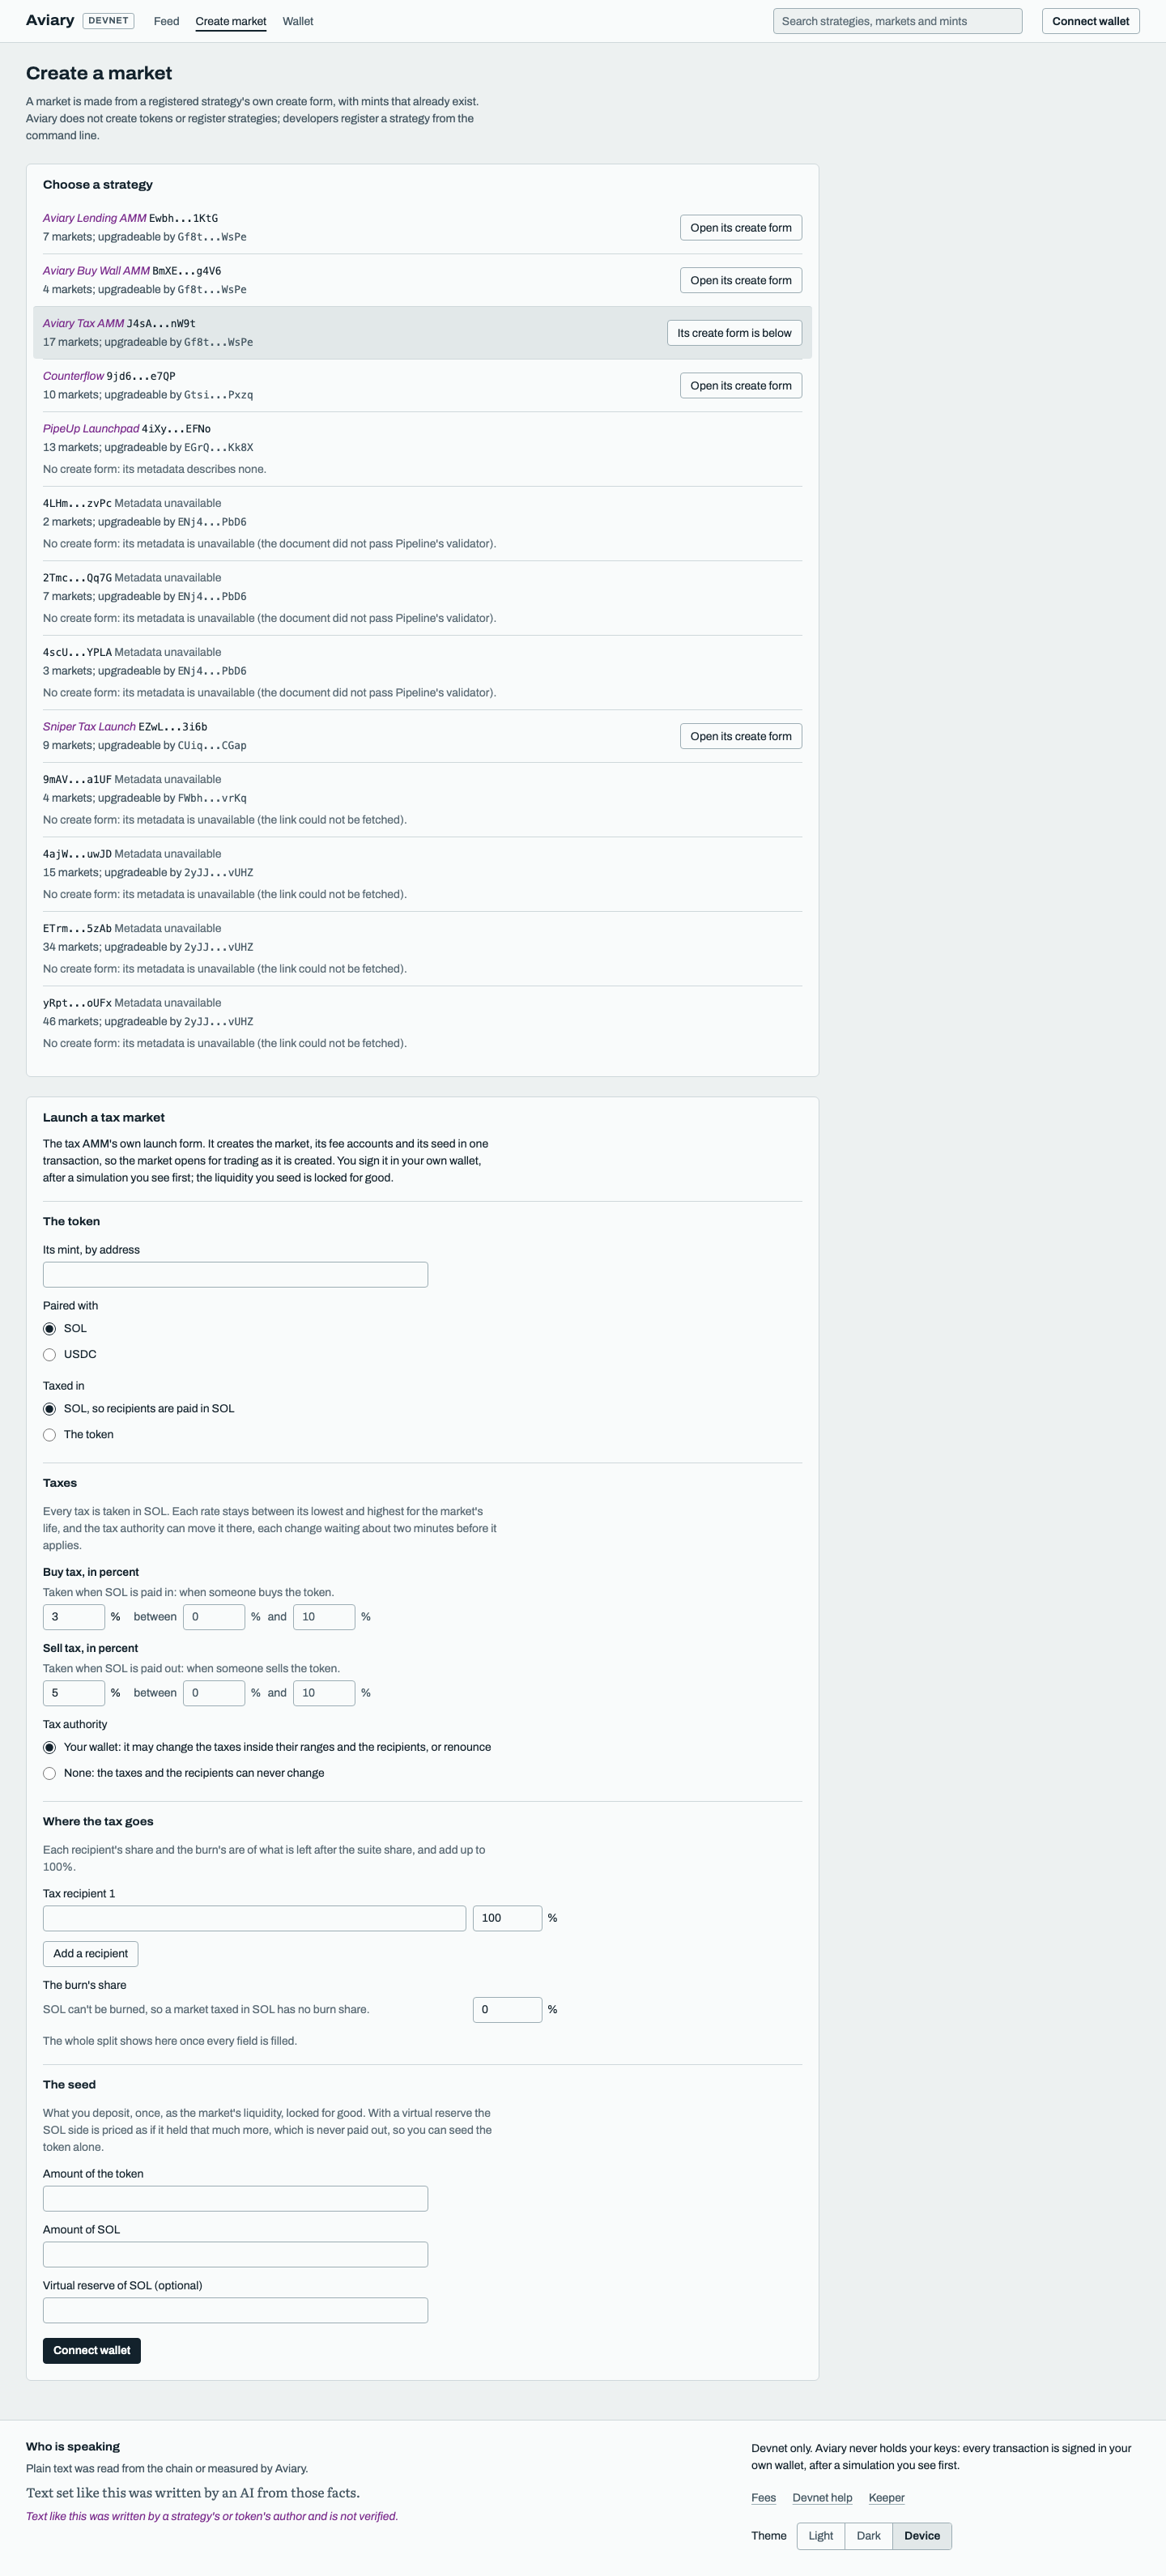 Aviary DEVNET Feed Create market Wallet Search strategies, markets and mints Connect wallet
Create a market
A market is made from a registered strategy's own create form, with mints that already exist.
Aviary does not create tokens or register strategies; developers register a strategy from the
command line.
Choose a strategy
Aviary Lending AMM Ewbh...1KtG
7 markets; upgradeable by Gf8t...WsPe
Open its create form
Aviary Buy Wall AMM BmXE...g4V6
4 markets; upgradeable by Gf8t...WsPe
Open its create form
Aviary Tax AMM J4sA...nW9t
17 markets; upgradeable by Gf8t...WsPe
Its create form is below
Counterflow 9jd6...e7QP
10 markets; upgradeable by Gtsi...Pxzq
Open its create form
PipeUp Launchpad 4iXy...EFNo
13 markets; upgradeable by EGrQ...Kk8X
No create form: its metadata describes none.
4LHm...zvPc Metadata unavailable
2 markets; upgradeable by ENj4...PbD6
No create form: its metadata is unavailable (the document did not pass Pipeline's validator).
2Tmc...Qq7G Metadata unavailable
7 markets; upgradeable by ENj4...PbD6
No create form: its metadata is unavailable (the document did not pass Pipeline's validator).
4scU...YPLA Metadata unavailable
3 markets; upgradeable by ENj4...PbD6
No create form: its metadata is unavailable (the document did not pass Pipeline's validator).
Sniper Tax Launch EZwL...3i6b
9 markets; upgradeable by CUiq...CGap
Open its create form
9mAV...a1UF Metadata unavailable
4 markets; upgradeable by FWbh...vrKq
No create form: its metadata is unavailable (the link could not be fetched).
4ajW...uwJD Metadata unavailable
15 markets; upgradeable by 2yJJ...vUHZ
No create form: its metadata is unavailable (the link could not be fetched).
ETrm...5zAb Metadata unavailable
34 markets; upgradeable by 2yJJ...vUHZ
No create form: its metadata is unavailable (the link could not be fetched).
yRpt...oUFx Metadata unavailable
46 markets; upgradeable by 2yJJ...vUHZ
No create form: its metadata is unavailable (the link could not be fetched).
Launch a tax market
The tax AMM's own launch form. It creates the market, its fee accounts and its seed in one
transaction, so the market opens for trading as it is created. You sign it in your own wallet,
after a simulation you see first; the liquidity you seed is locked for good.
The token
Its mint, by address
Paired with
SOL
USDC
Taxed in
SOL, so recipients are paid in SOL
The token
Taxes
Every tax is taken in SOL. Each rate stays between its lowest and highest for the market's
life, and the tax authority can move it there, each change waiting about two minutes before it
applies.
Buy tax, in percent
Taken when SOL is paid in: when someone buys the token.
3 % between 0 % and 10 %
Sell tax, in percent
Taken when SOL is paid out: when someone sells the token.
5 % between 0 % and 10 %
Tax authority
Your wallet: it may change the taxes inside their ranges and the recipients, or renounce
None: the taxes and the recipients can never change
Where the tax goes
Each recipient's share and the burn's are of what is left after the suite share, and add up to
100%.
Tax recipient 1
100 %
Add a recipient
The burn's share
SOL can't be burned, so a market taxed in SOL has no burn share. 0 %
The whole split shows here once every field is filled.
The seed
What you deposit, once, as the market's liquidity, locked for good. With a virtual reserve the
SOL side is priced as if it held that much more, which is never paid out, so you can seed the
token alone.
Amount of the token
Amount of SOL
Virtual reserve of SOL (optional)
Connect wallet
Who is speaking
Plain text was read from the chain or measured by Aviary.
Text set like this was written by an AI from those facts.
Text like this was written by a strategy's or token's author and is not verified.
Devnet only. Aviary never holds your keys: every transaction is signed in your
own wallet, after a simulation you see first.
Fees Devnet help Keeper
Theme Light Dark Device